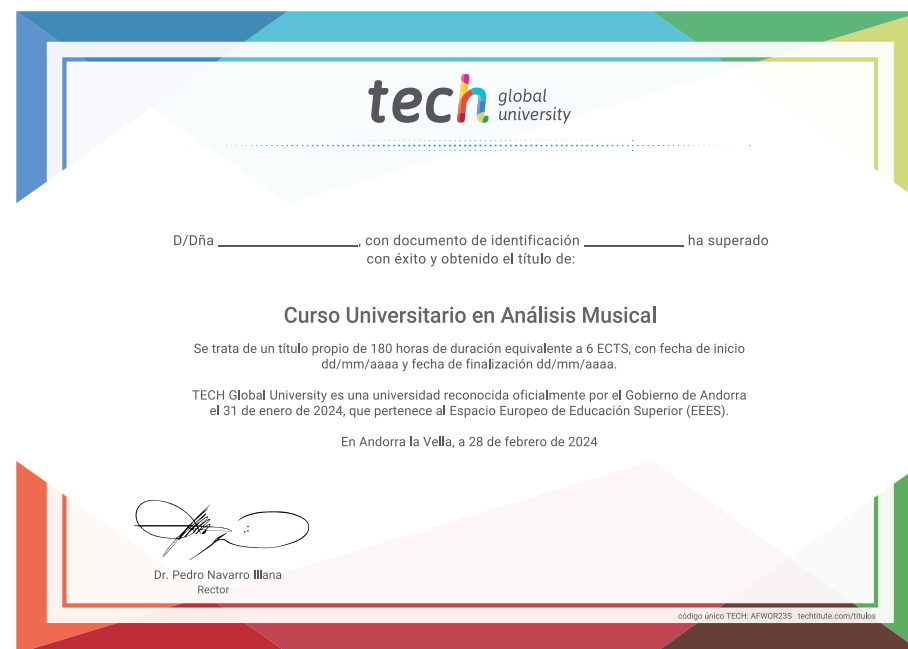 tech global university
D/Dña ____________________, con documento de identificación ______________ ha superado
con éxito y obtenido el título de:
Curso Universitario en Análisis Musical
Se trata de un título propio de 180 horas de duración equivalente a 6 ECTS, con fecha de inicio
dd/mm/aaaa y fecha de finalización dd/mm/aaaa.
TECH Global University es una universidad reconocida oficialmente por el Gobierno de Andorra
el 31 de enero de 2024, que pertenece al Espacio Europeo de Educación Superior (EEES).
En Andorra la Vella, a 28 de febrero de 2024
Dr. Pedro Navarro Illana
Rector
código único TECH: AFWOR23S techtitute.com/titulos